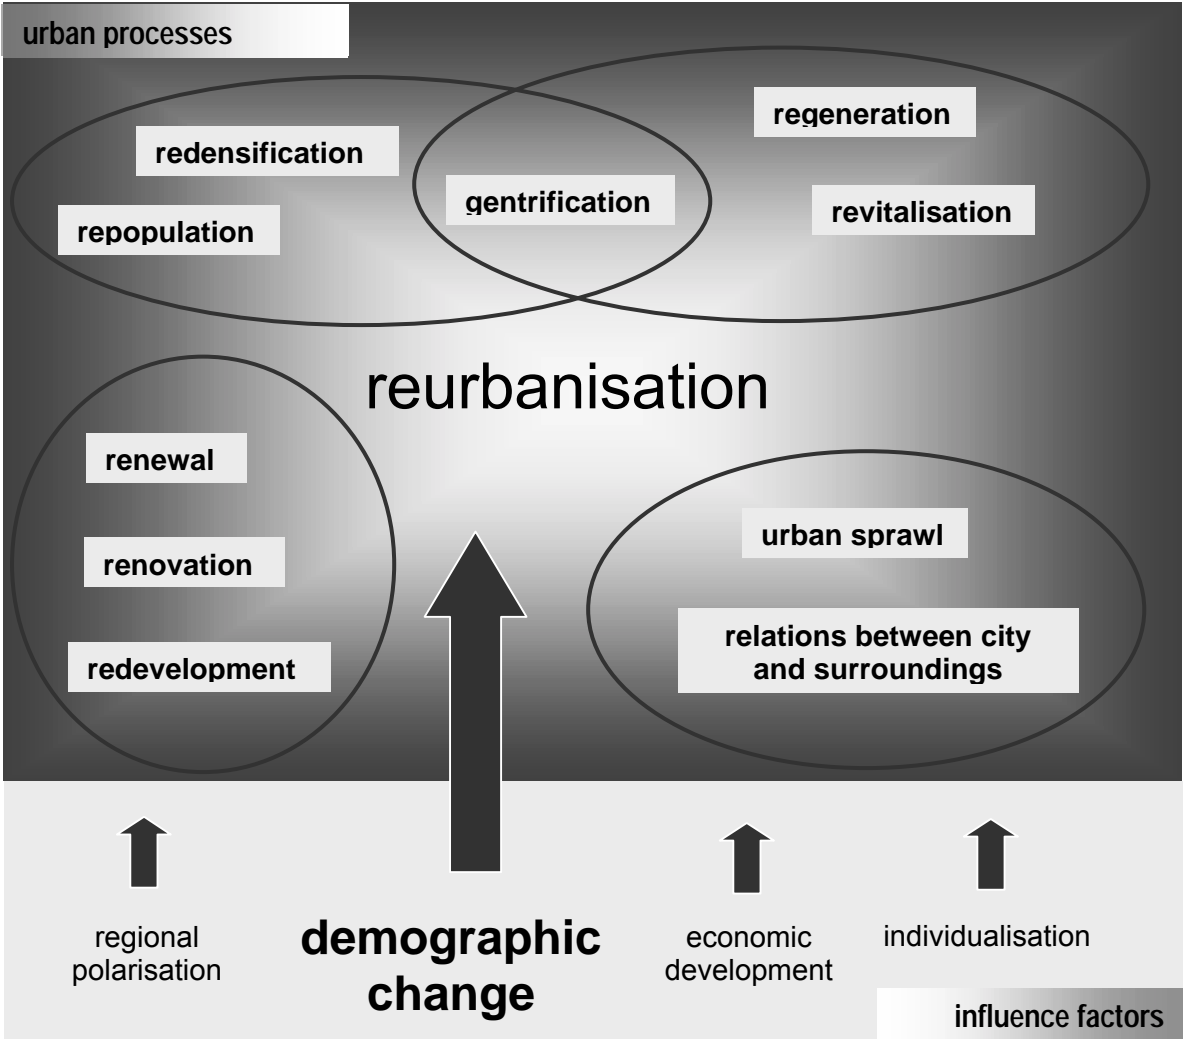 urban processes
regeneration
redensification
gentrification
revitalisation
repopulation
reurbanisation
renewal
urban sprawl
renovation
relations between city
and surroundings
redevelopment
regional
polarisation
demographic
change
economic
development
individualisation
influence factors